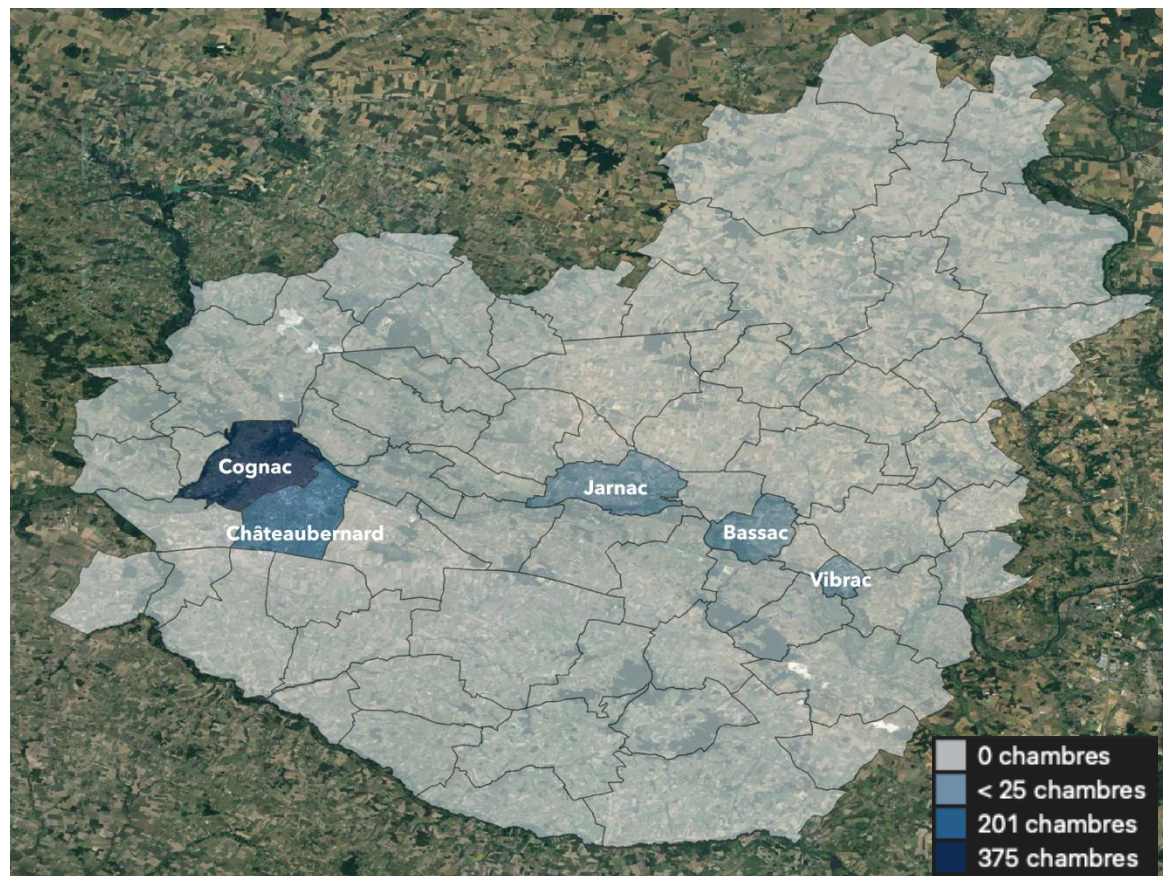 Cognac
Jarnac
Châteaubernard
Bassac
Vibrac
0 chambres
< 25 chambres
201 chambres
375 chambres